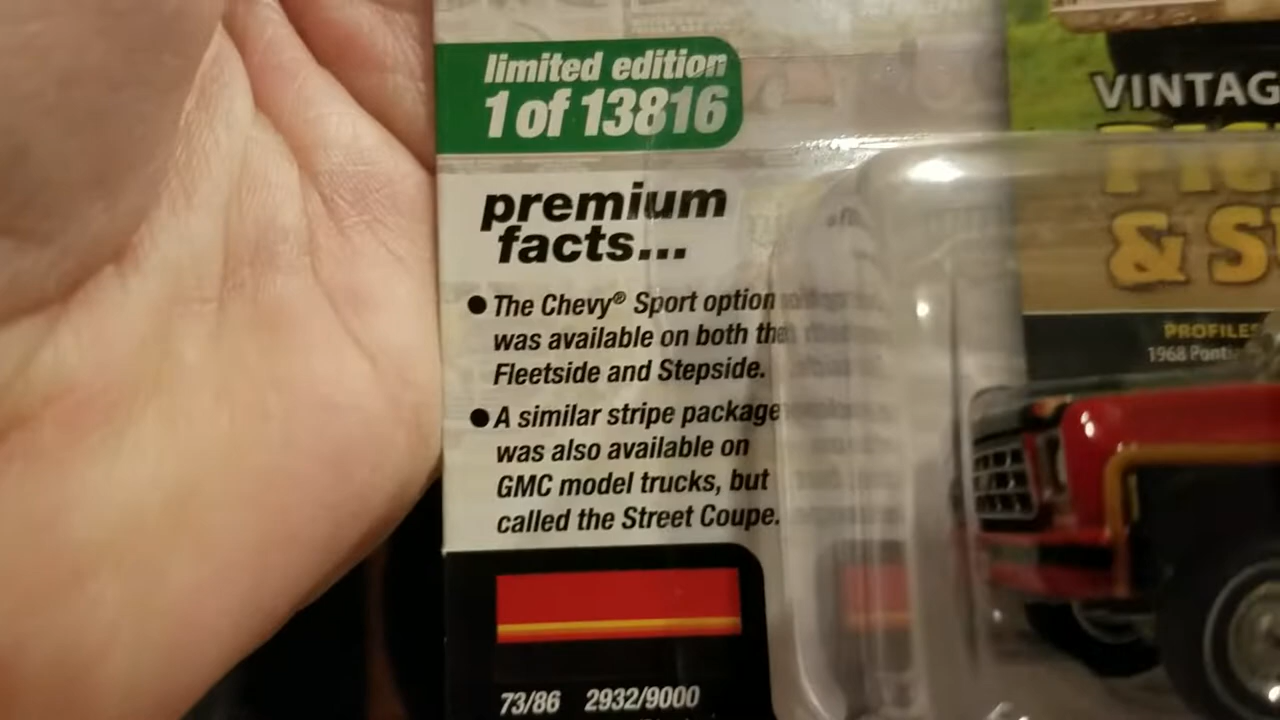 limited edition
1 of 13816
premium
facts...
● The Chevy® Sport option
was available on both the
Fleetside and Stepside.
● A similar stripe package
was also available on
GMC model trucks, but
called the Street Coupe.
73/86 2932/9000
VINTAG
& S
PROFILES
1968 Ponti